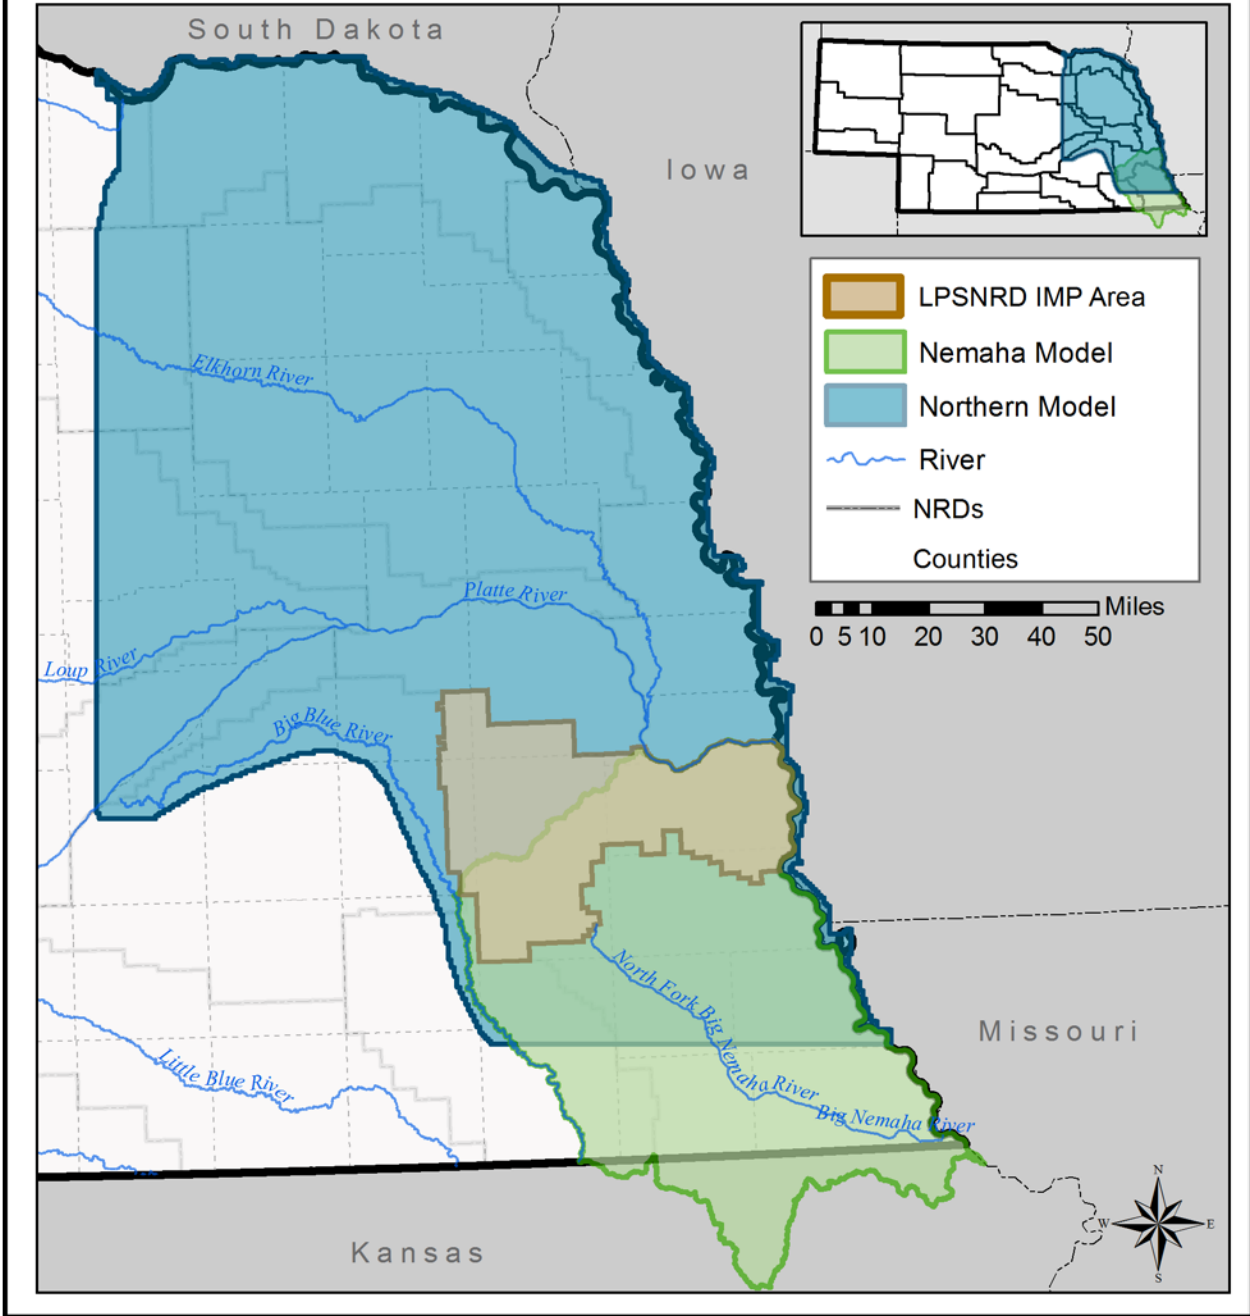 South Dakota
Iowa
LPSNRD IMP Area
Nemaha Model
Northern Model
River
NRDs
Counties
Miles
0 5 10 20 30 40 50
Elkhorn River
Platte River
Loup River
Big Blue River
North Fork Big Nemaha River
Missouri
Little Blue River
Big Nemaha River
Kansas
N
W E
S